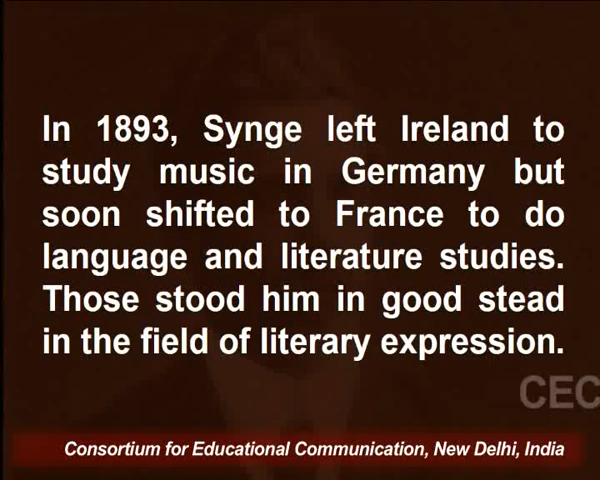 In 1893, Synge left Ireland to
study music in Germany but
soon shifted to France to do
language and literature studies.
Those stood him in good stead
in the field of literary expression.
CEC
Consortium for Educational Communication, New Delhi, India